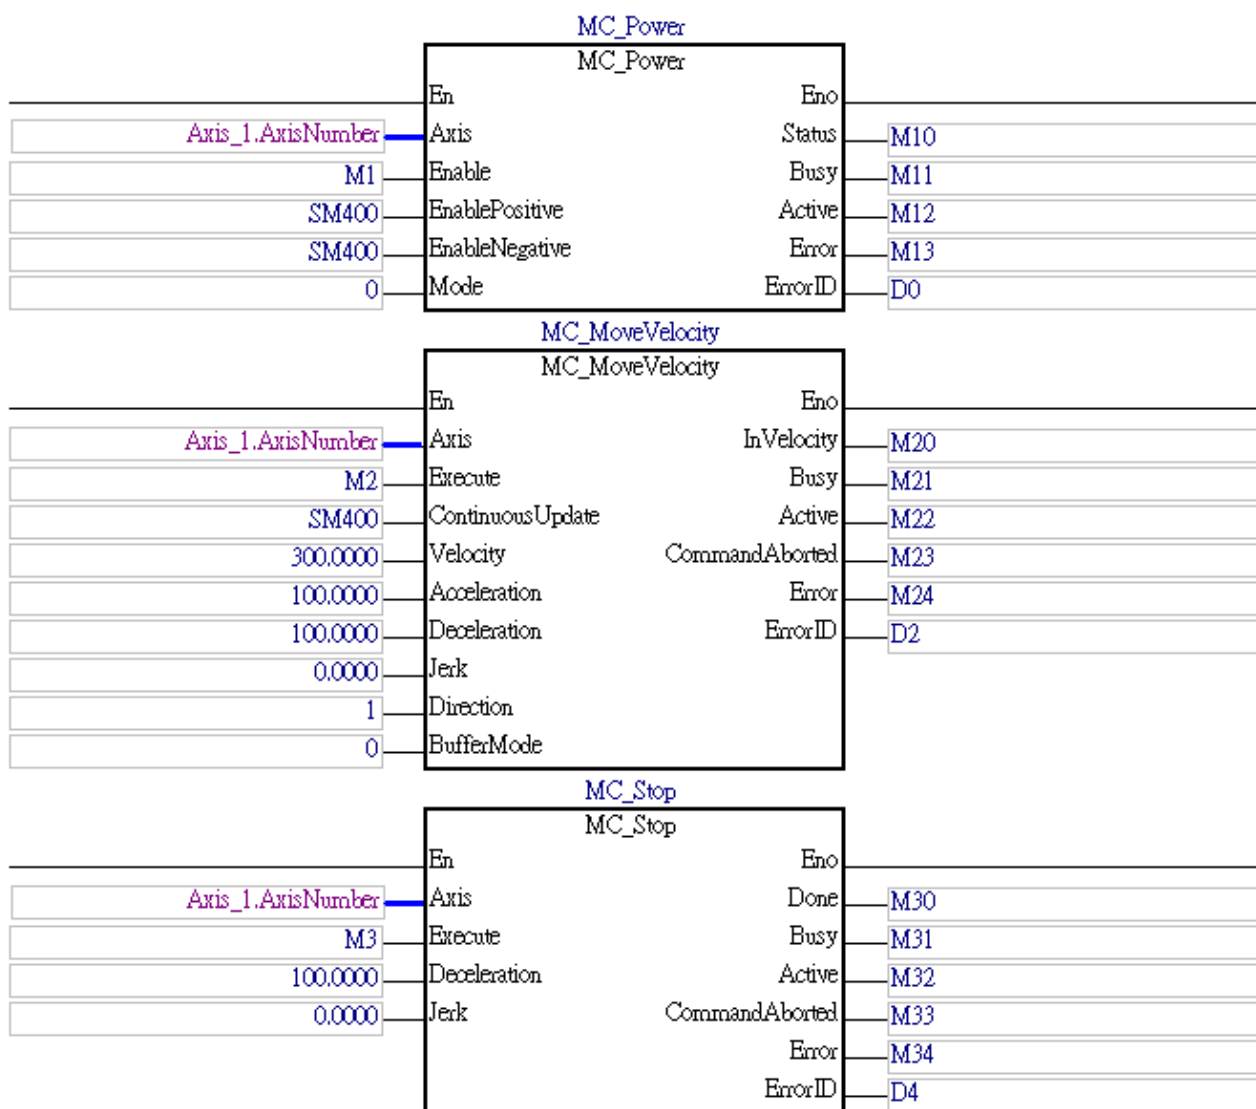 MC_Power
MC_Power
En Eno
Axis_1.AxisNumber Axis Status M10
M1 Enable Busy M11
SM400 EnablePositive Active M12
SM400 EnableNegative Error M13
0 Mode ErrorID D0
MC_MoveVelocity
MC_MoveVelocity
En Eno
Axis_1.AxisNumber Axis InVelocity M20
M2 Execute Busy M21
SM400 ContinuousUpdate Active M22
300.0000 Velocity CommandAborted M23
100.0000 Acceleration Error M24
100.0000 Deceleration ErrorID D2
0.0000 Jerk
1 Direction
0 BufferMode
MC_Stop
MC_Stop
En Eno
Axis_1.AxisNumber Axis Done M30
M3 Execute Busy M31
100.0000 Deceleration Active M32
0.0000 Jerk CommandAborted M33
Error M34
ErrorID D4